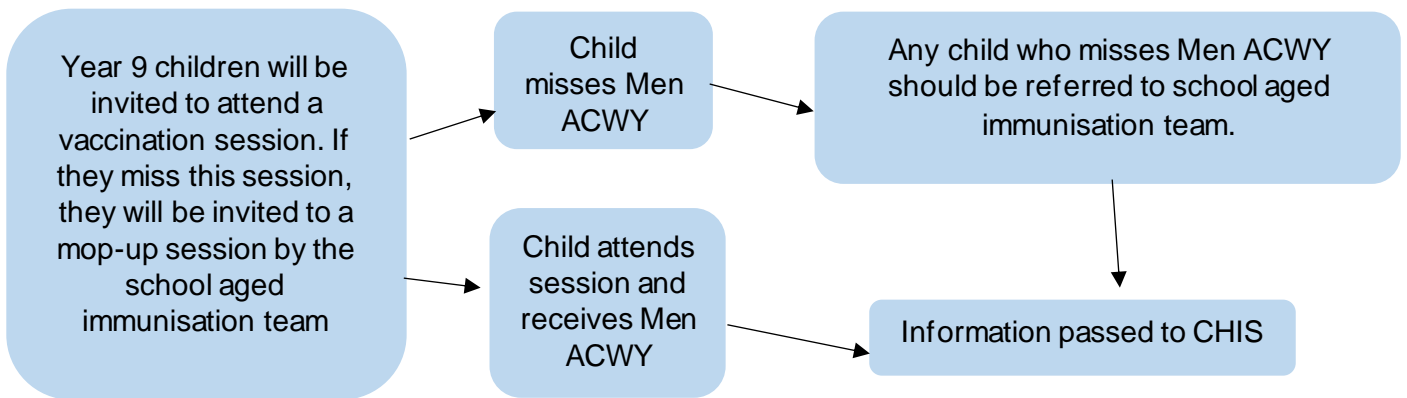 Year 9 children will be
invited to attend a
vaccination session. If
they miss this session,
they will be invited to a
mop-up session by the
school aged
immunisation team
Child
misses Men
ACWY
Any child who misses Men ACWY
should be referred to school aged
immunisation team.
Child attends
session and
receives Men
ACWY
Information passed to CHIS